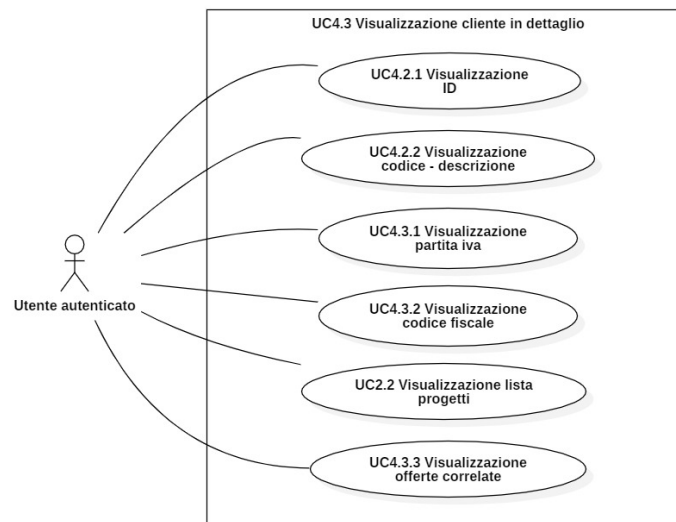 UC4.3 Visualizzazione cliente in dettaglio
UC4.2.1 Visualizzazione
ID
UC4.2.2 Visualizzazione
codice - descrizione
UC4.3.1 Visualizzazione
partita iva
Utente autenticato
UC4.3.2 Visualizzazione
codice fiscale
UC2.2 Visualizzazione lista
progetti
UC4.3.3 Visualizzazione
offerte correlate